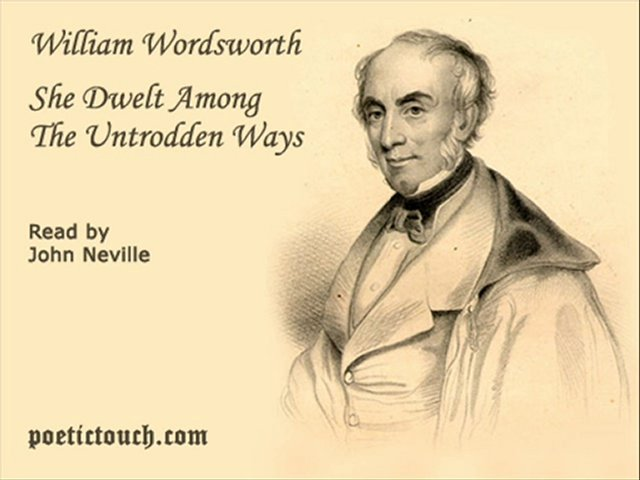 William Wordsworth
She Dwelt Among
The Untrodden Ways
Read by
John Neville
poetictouch.com